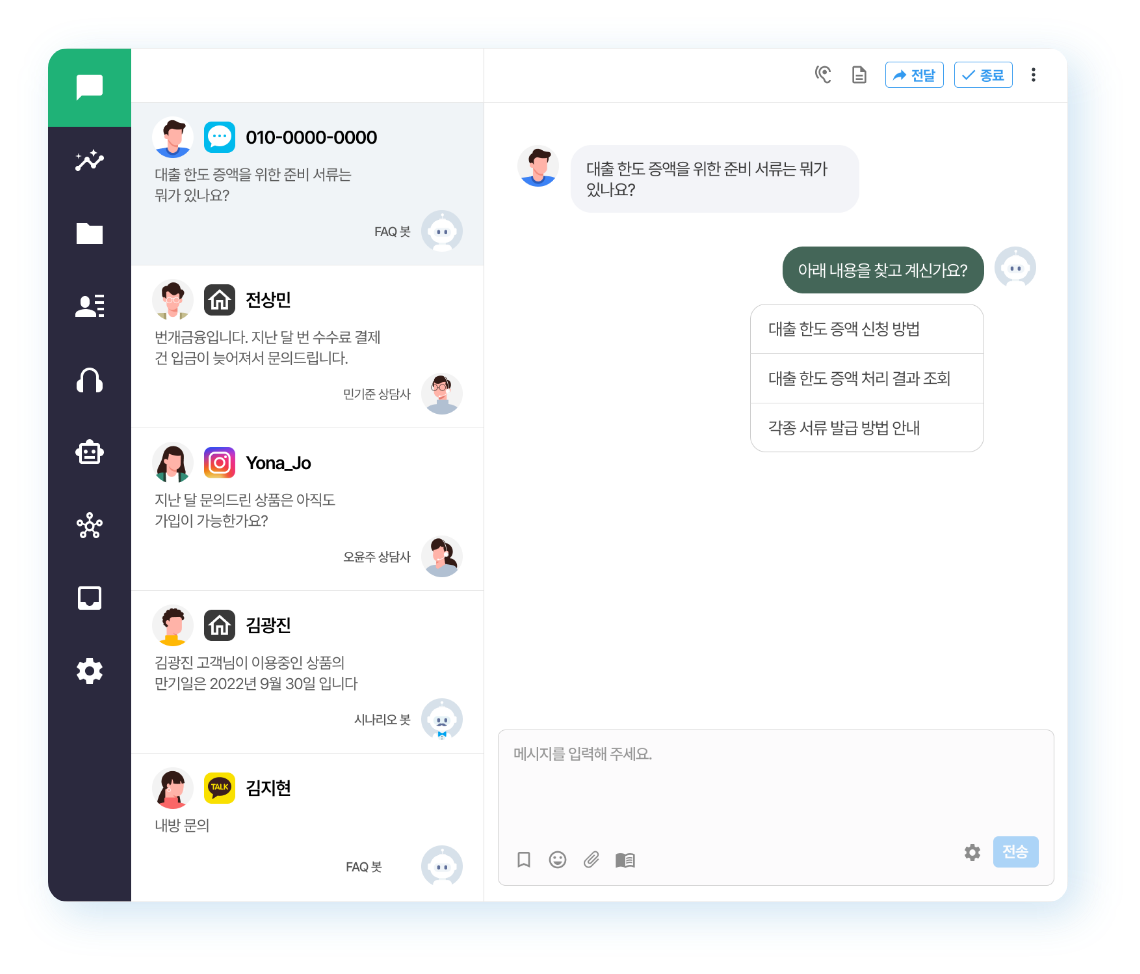 전달
종료
010-0000-0000
대출 한도 증액을 위한 준비 서류는
뭐가 있나요?
FAQ 봇
전상민
번개금융입니다. 지난 달 번 수수료 결제
건 입금이 늦어져서 문의드립니다.
민기준 상담사
Yona_Jo
지난 달 문의드린 상품은 아직도
가입이 가능한가요?
오윤주 상담사
김광진
김광진 고객님이 이용중인 상품의
만기일은 2022년 9월 30일 입니다
시나리오 봇
TALK
김지현
내방 문의
FAQ 봇
대출 한도 증액을 위한 준비 서류는 뭐가
있나요?
아래 내용을 찾고 계신가요?
대출 한도 증액 신청 방법
대출 한도 증액 처리 결과 조회
각종 서류 발급 방법 안내
메시지를 입력해 주세요.
전송